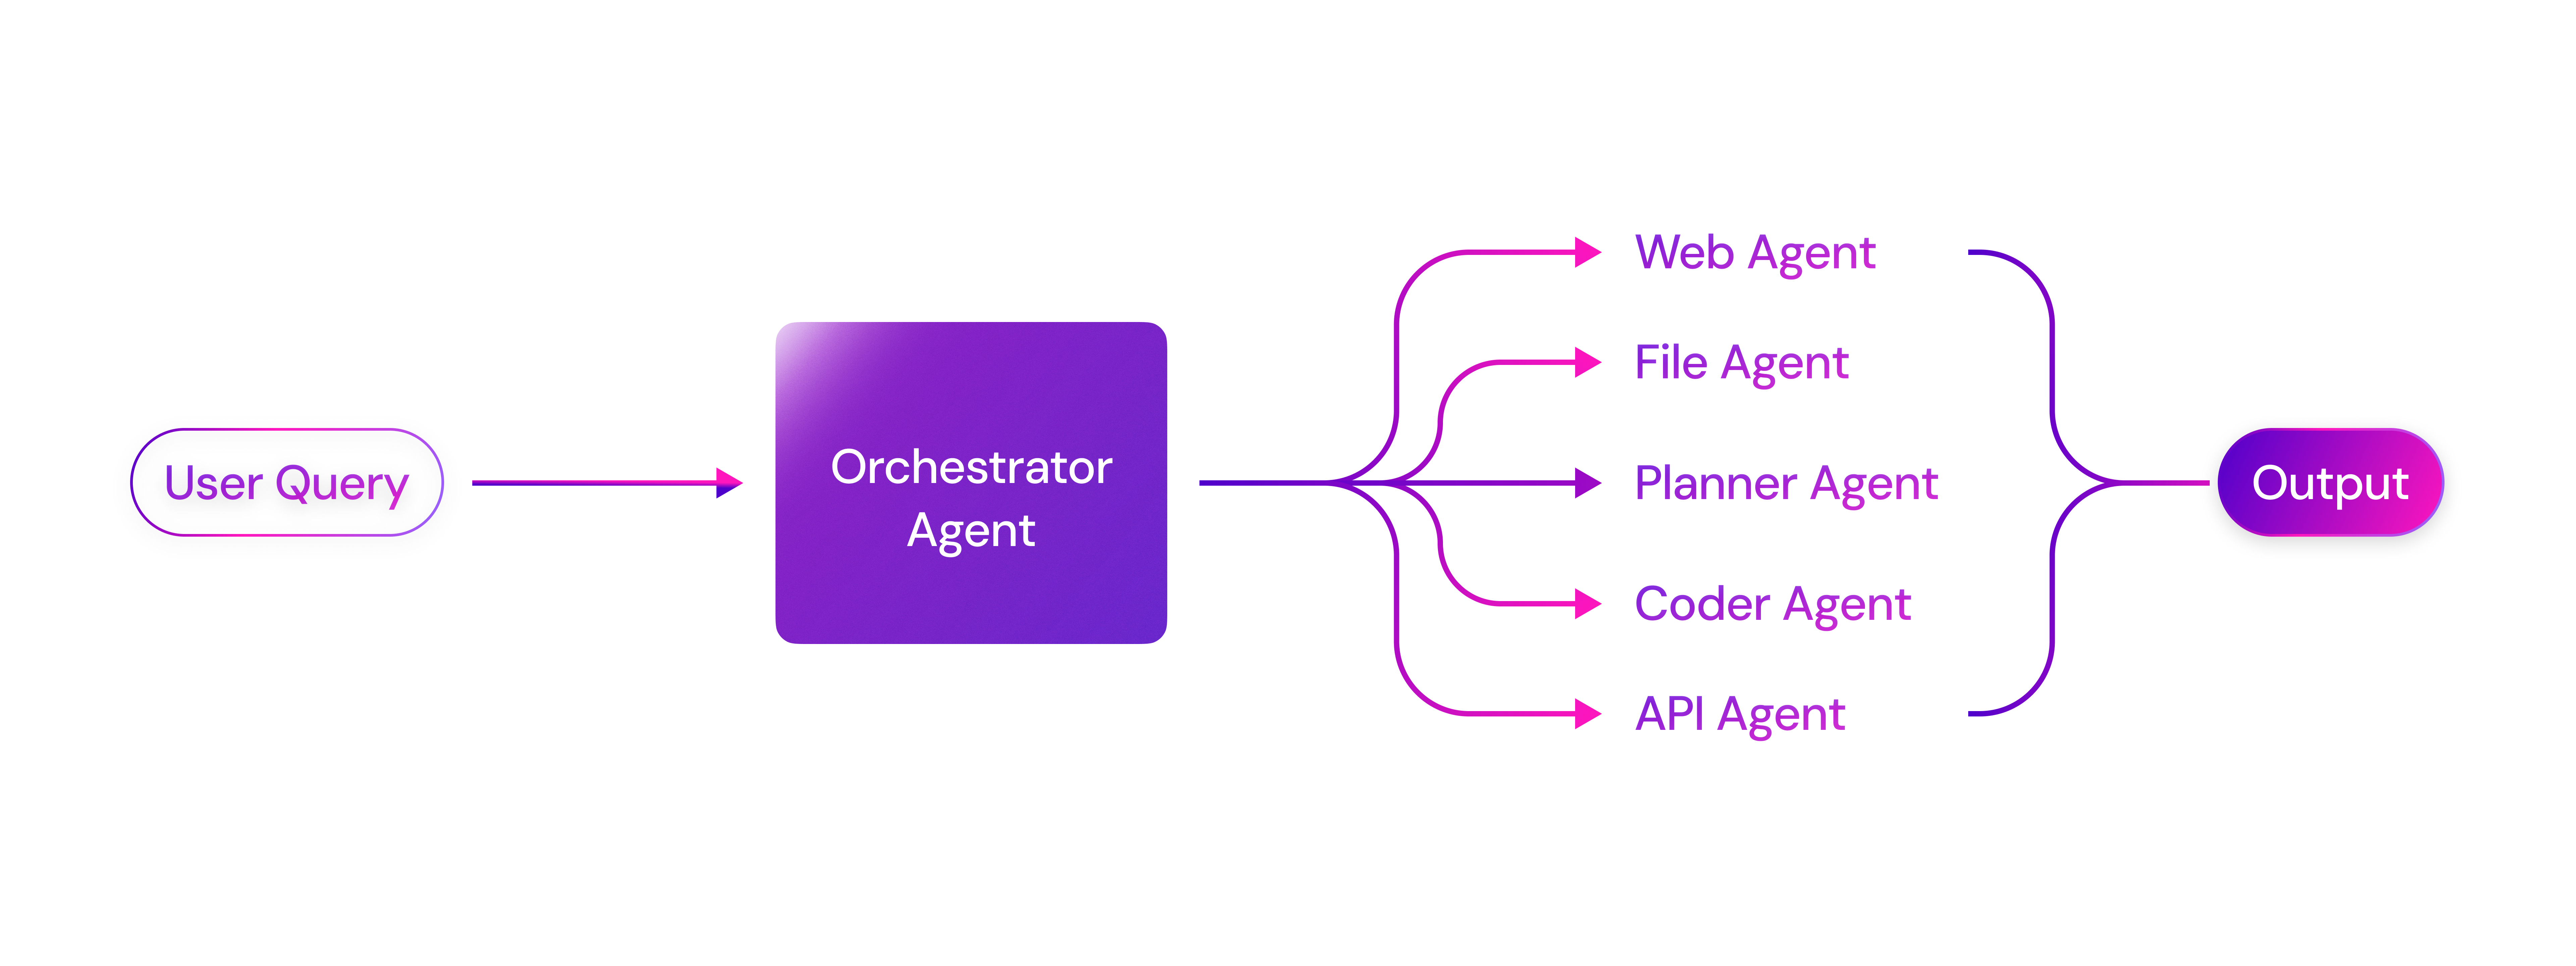 User Query
Orchestrator
Agent
Web Agent
File Agent
Planner Agent
Coder Agent
API Agent
Output